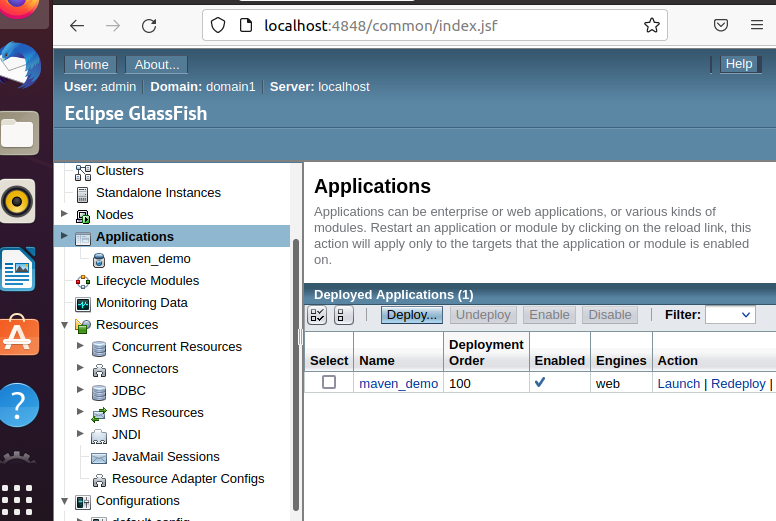 localhost:4848/common/index.jsf
Home About... Help
User: admin Domain: domain1 Server: localhost
Eclipse GlassFish
Clusters
Standalone Instances
Nodes
Applications
maven_demo
Lifecycle Modules
Monitoring Data
Resources
Concurrent Resources
Connectors
JDBC
JMS Resources
JNDI
JavaMail Sessions
Resource Adapter Configs
Configurations
default-config
Applications
Applications can be enterprise or web applications, or various kinds of
modules. Restart an application or module by clicking on the reload link, this
action will apply only to the targets that the application or module is enabled
on.
Deployed Applications (1)
Deploy... Undeploy Enable Disable Filter:
Select Name Deployment Order Enabled Engines Action
maven_demo 100 web Launch | Redeploy |